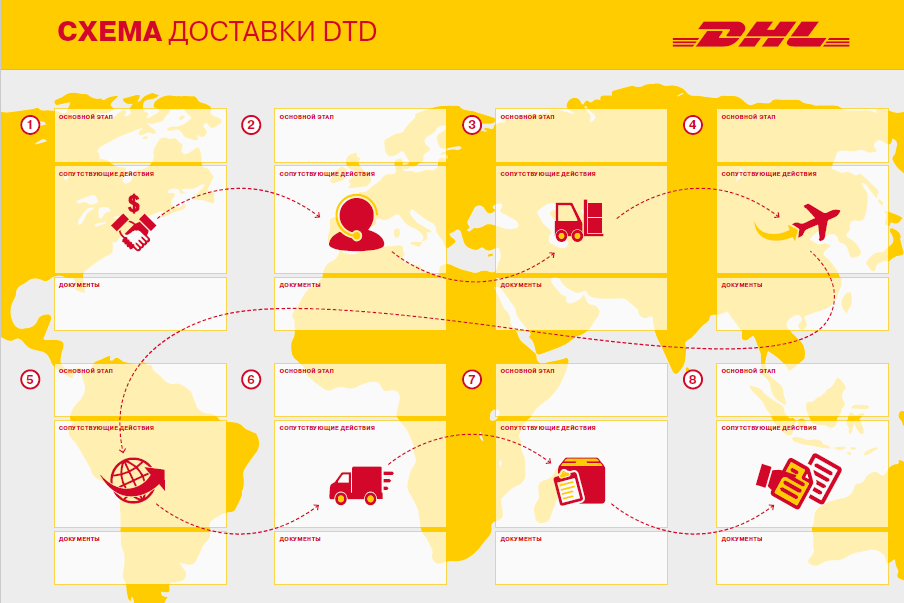 СХЕМА ДОСТАВКИ DTD
DHL
1
ОСНОВНОЙ ЭТАП
СОПУТСТВУЮЩИЕ ДЕЙСТВИЯ
$
ДОКУМЕНТЫ
2
ОСНОВНОЙ ЭТАП
СОПУТСТВУЮЩИЕ ДЕЙСТВИЯ
ДОКУМЕНТЫ
3
ОСНОВНОЙ ЭТАП
СОПУТСТВУЮЩИЕ ДЕЙСТВИЯ
ДОКУМЕНТЫ
4
ОСНОВНОЙ ЭТАП
СОПУТСТВУЮЩИЕ ДЕЙСТВИЯ
ДОКУМЕНТЫ
5
ОСНОВНОЙ ЭТАП
СОПУТСТВУЮЩИЕ ДЕЙСТВИЯ
ДОКУМЕНТЫ
6
ОСНОВНОЙ ЭТАП
СОПУТСТВУЮЩИЕ ДЕЙСТВИЯ
ДОКУМЕНТЫ
7
ОСНОВНОЙ ЭТАП
СОПУТСТВУЮЩИЕ ДЕЙСТВИЯ
ДОКУМЕНТЫ
8
ОСНОВНОЙ ЭТАП
СОПУТСТВУЮЩИЕ ДЕЙСТВИЯ
ДОКУМЕНТЫ